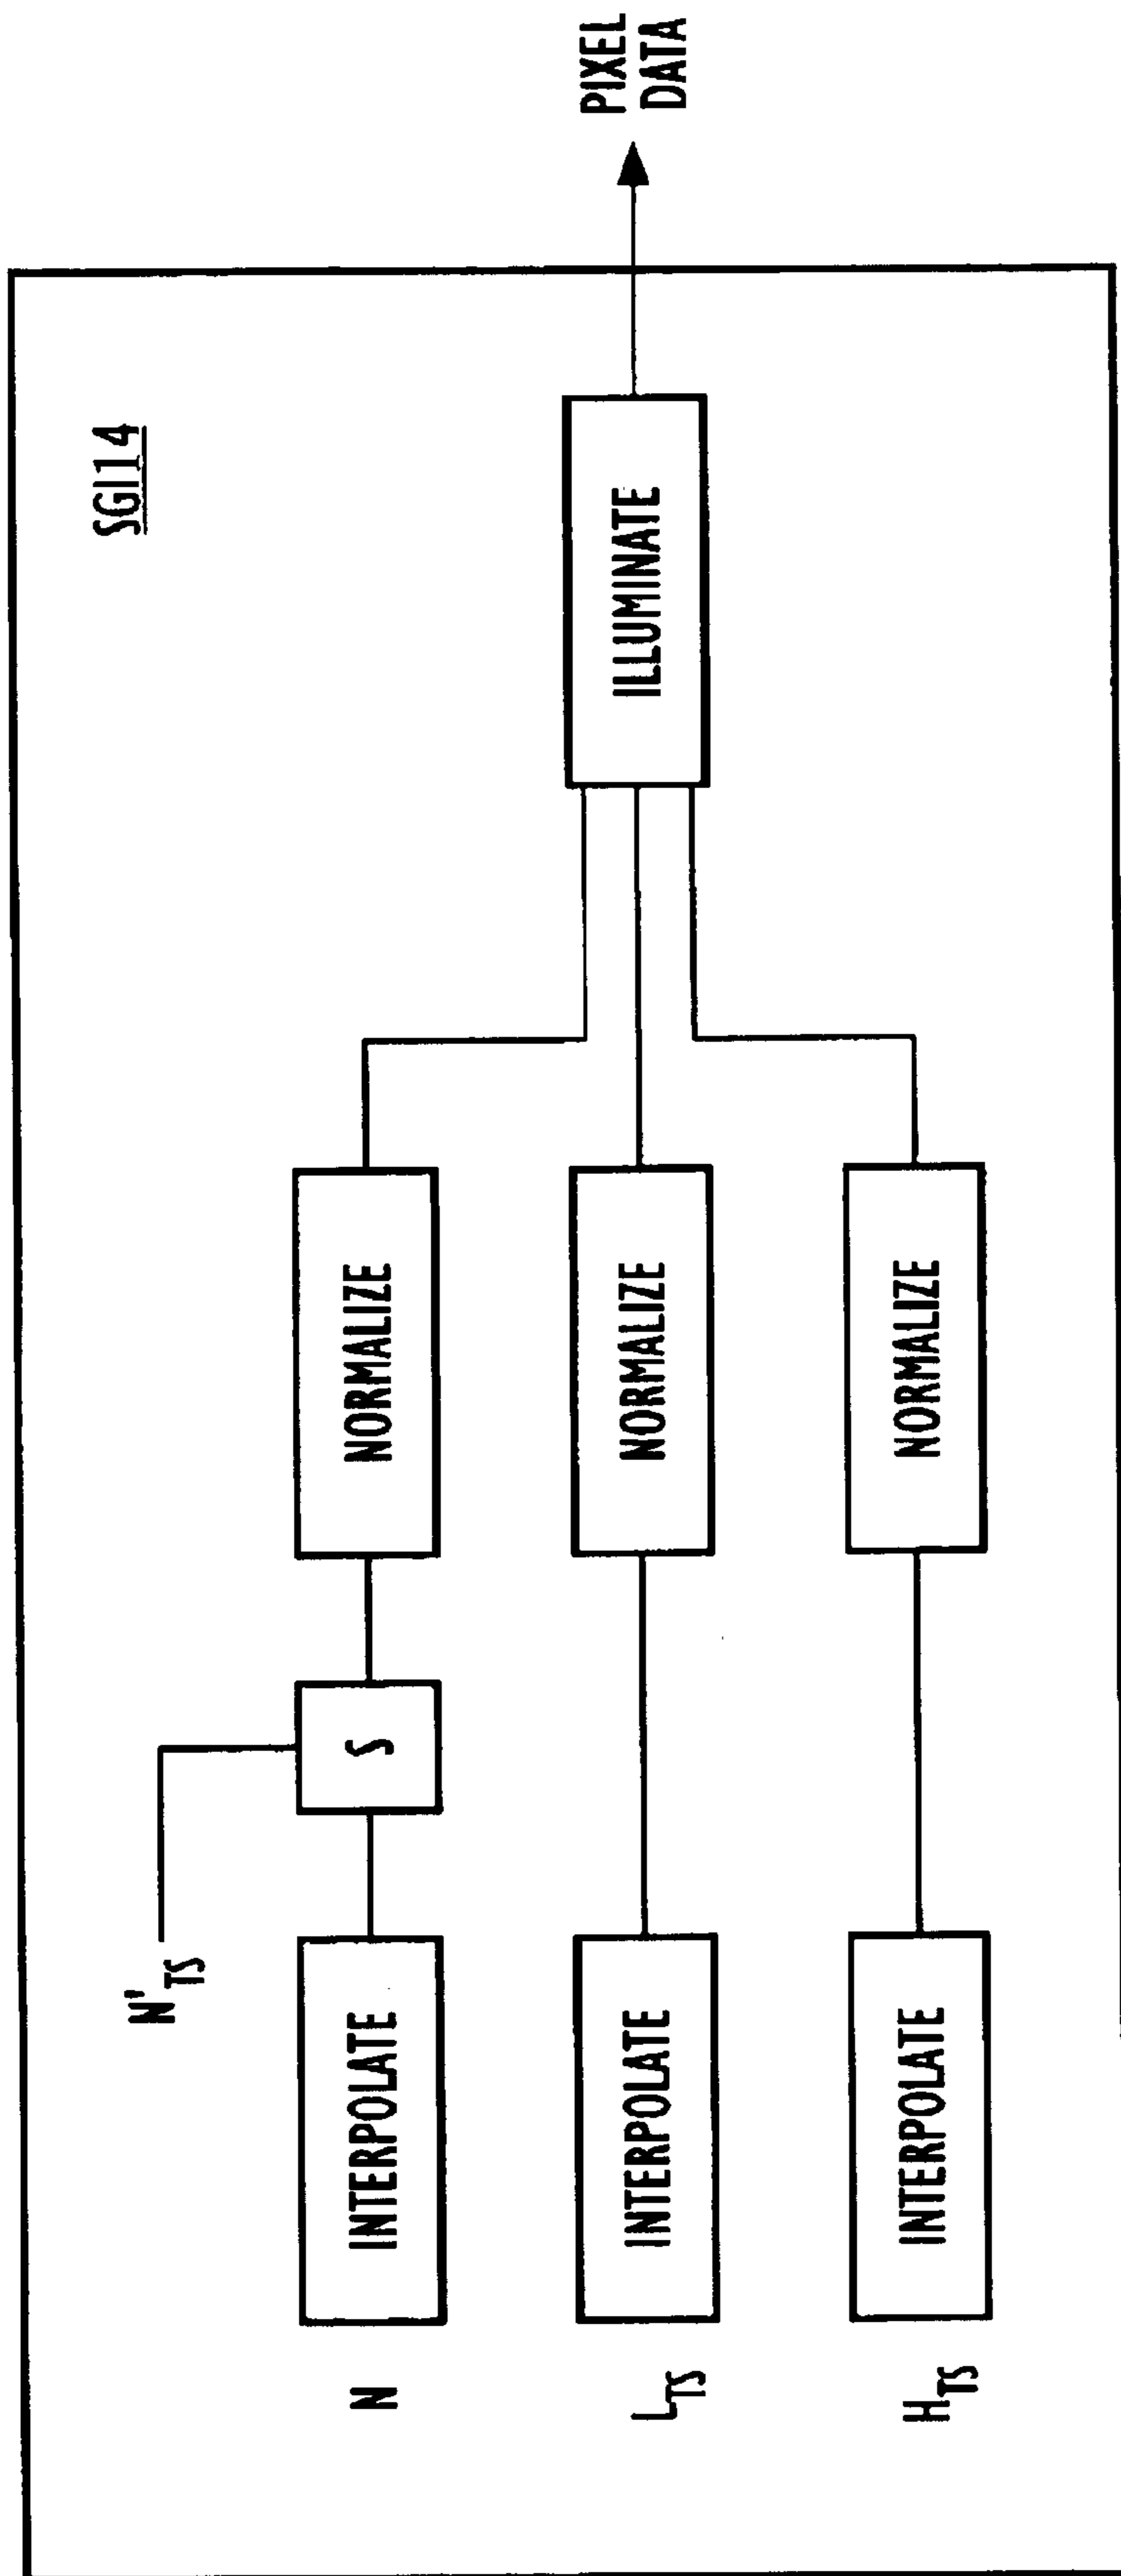 SGI14
N'TS
N
INTERPOLATE
S
NORMALIZE
LTS
INTERPOLATE
NORMALIZE
ILLUMINATE
PIXEL
DATA
HTS
INTERPOLATE
NORMALIZE